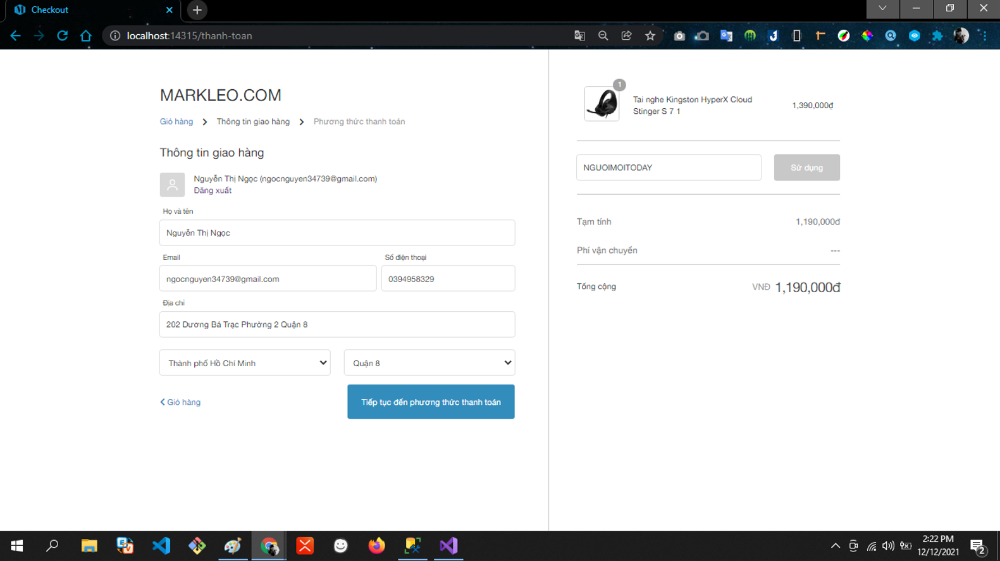 Checkout
localhost:14315/thanh-toan
MARKLEO.COM
Giỏ hàng
Thông tin giao hàng
Phương thức thanh toán
Thông tin giao hàng
Nguyễn Thị Ngọc (ngocnguyen34739@gmail.com)
Đăng xuất
Họ và tên
Nguyễn Thị Ngọc
Email
Số điện thoại
ngocnguyen34739@gmail.com
0394958329
Địa chỉ
202 Dương Bá Trạc Phường 2 Quận 8
Thành phố Hồ Chí Minh
Quận 8
Giỏ hàng
Tiếp tục đến phương thức thanh toán
1
Tai nghe Kingston HyperX Cloud
Stinger S 7 1
1,390,000₫
NGUOIMOITODAY
Sử dụng
Tạm tính
1,190,000đ
Phí vận chuyển
---
Tổng cộng
VNĐ 1,190,000đ
2:22 PM
12/12/2021
2